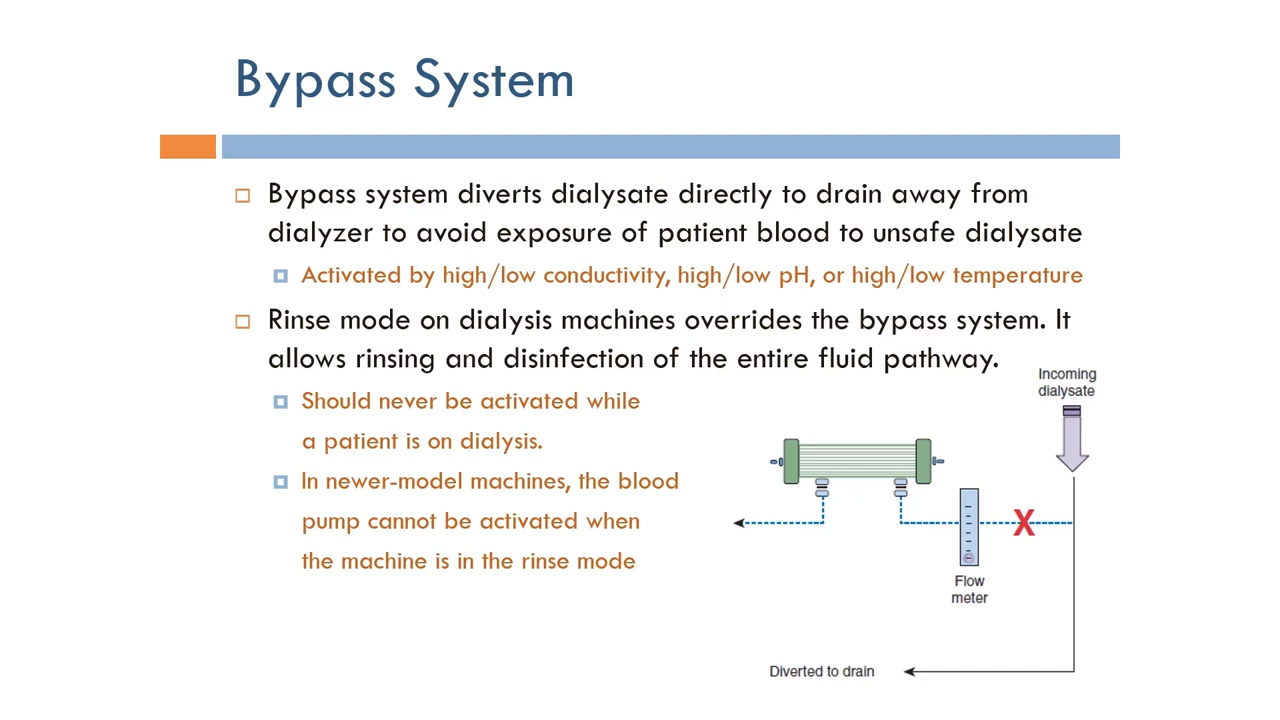 Bypass System
Bypass system diverts dialysate directly to drain away from
dialyzer to avoid exposure of patient blood to unsafe dialysate
Activated by high/low conductivity, high/low pH, or high/low temperature
Rinse mode on dialysis machines overrides the bypass system. It
allows rinsing and disinfection of the entire fluid pathway.
Should never be activated while
a patient is on dialysis.
In newer-model machines, the blood
pump cannot be activated when
the machine is in the rinse mode
Incoming
dialysate
X
Flow
meter
Diverted to drain